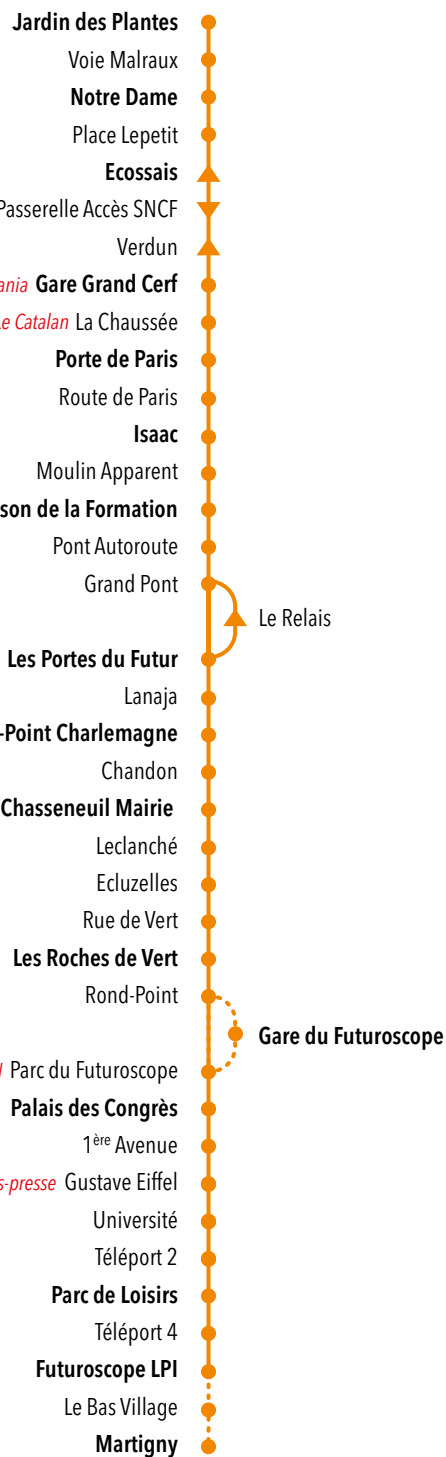 Jardin des Plantes
Voie Malraux
Notre Dame
Place Lepetit
Ecossais
Passerelle Accès SNCF
Verdun
Gare Grand Cerf
Le Catalan La Chaussée
Porte de Paris
Route de Paris
Isaac
Moulin Apparent
de la Formation
Pont Autoroute
Grand Pont
Le Relais
Les Portes du Futur
Lanaja
-Point Charlemagne
Chandon
Chasseneuil Mairie
Leclanché
Ecluzelles
Rue de Vert
Les Roches de Vert
Rond-Point
Gare du Futuroscope
Parc du Futuroscope
Palais des Congrès
1ère Avenue
-presse Gustave Eiffel
Université
Téléport 2
Parc de Loisirs
Téléport 4
Futuroscope LPI
Le Bas Village
Martigny